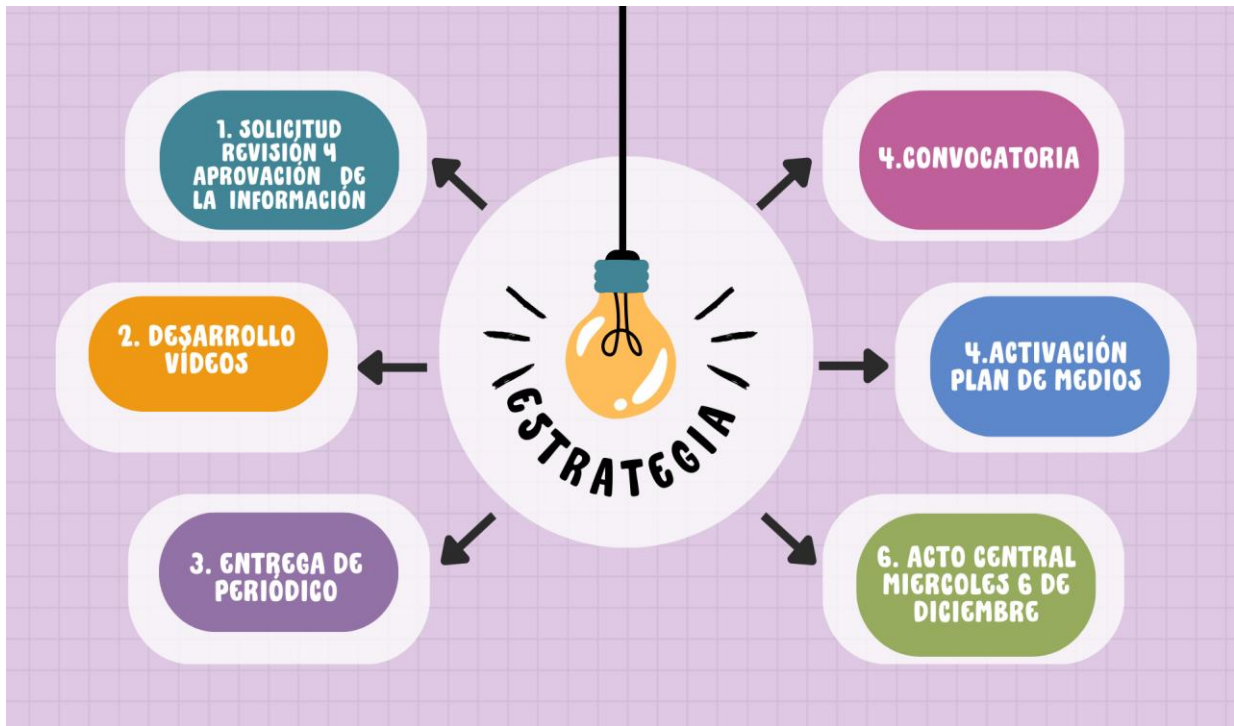 1. SOLICITUD
REVISIÓN Y
APROVACIÓN DE
LA INFORMACIÓN
2. DESARROLLO
VÍDEOS
3. ENTREGA DE
PERIÓDICO
ESTRATEGIA
4.CONVOCATORIA
4.ACTIVACIÓN
PLAN DE MEDIOS
6. ACTO CENTRAL
MIERCOLES 6 DE
DICIEMBRE